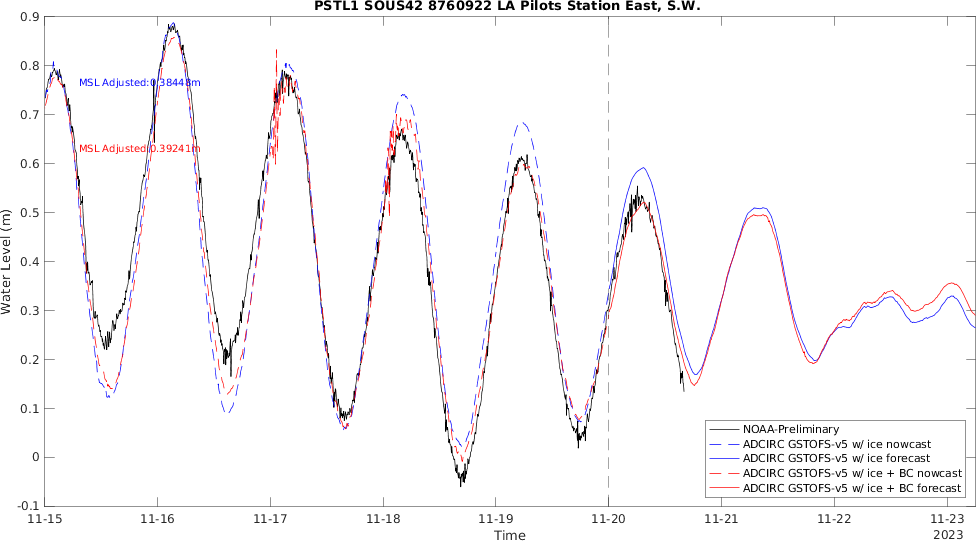 PSTL1 SOUS42 8760922 LA Pilots Station East, S.W.
0.9
0.8
0.7
0.6
0.5
0.4
0.3
0.2
0.1
0
-0.1
Water Level (m)
MSL Adjusted:0.38448m
MSL Adjusted:0.39241m
NOAA-Preliminary
ADCIRC GSTOFS-v5 w/ ice nowcast
ADCIRC GSTOFS-v5 w/ ice forecast
ADCIRC GSTOFS-v5 w/ice + BC nowcast
ADCIRC GSTOFS-v5 w/ice + BC forecast
11-15 11-16 11-17 11-18 11-19 11-20 11-21 11-22 11-23
Time
2023